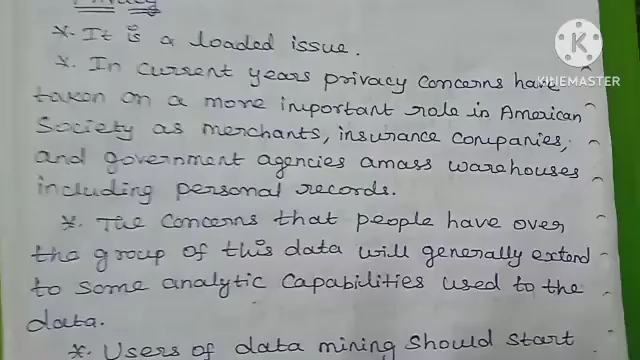 Privacy
*. It is a loaded issue.
*. In current years privacy concerns have
taken on a more important role in American
Society as merchants, insurance companies,
and government agencies amass warehouses
including personal records.
*. The concerns that people have over
the group of this data will generally extend
to some analytic capabilities used to the
data.
*. Users of data mining should start
KINEMASTER